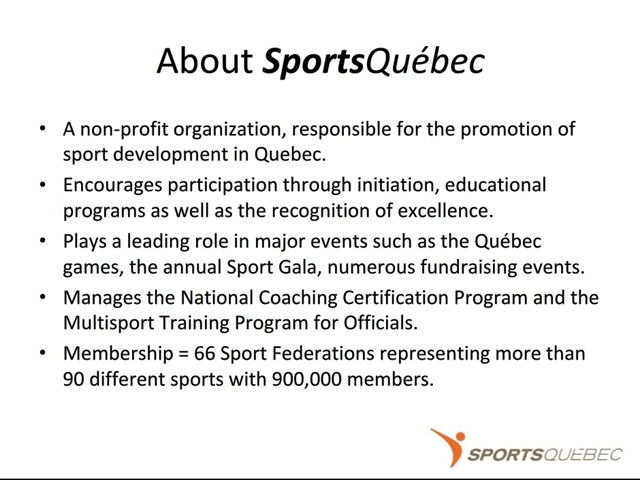 About SportsQuébec
• A non-profit organization, responsible for the promotion of
sport development in Quebec.
• Encourages participation through initiation, educational
programs as well as the recognition of excellence.
• Plays a leading role in major events such as the Québec
games, the annual Sport Gala, numerous fundraising events.
• Manages the National Coaching Certification Program and the
Multisport Training Program for Officials.
• Membership = 66 Sport Federations representing more than
90 different sports with 900,000 members.
SPORTSQUEBEC